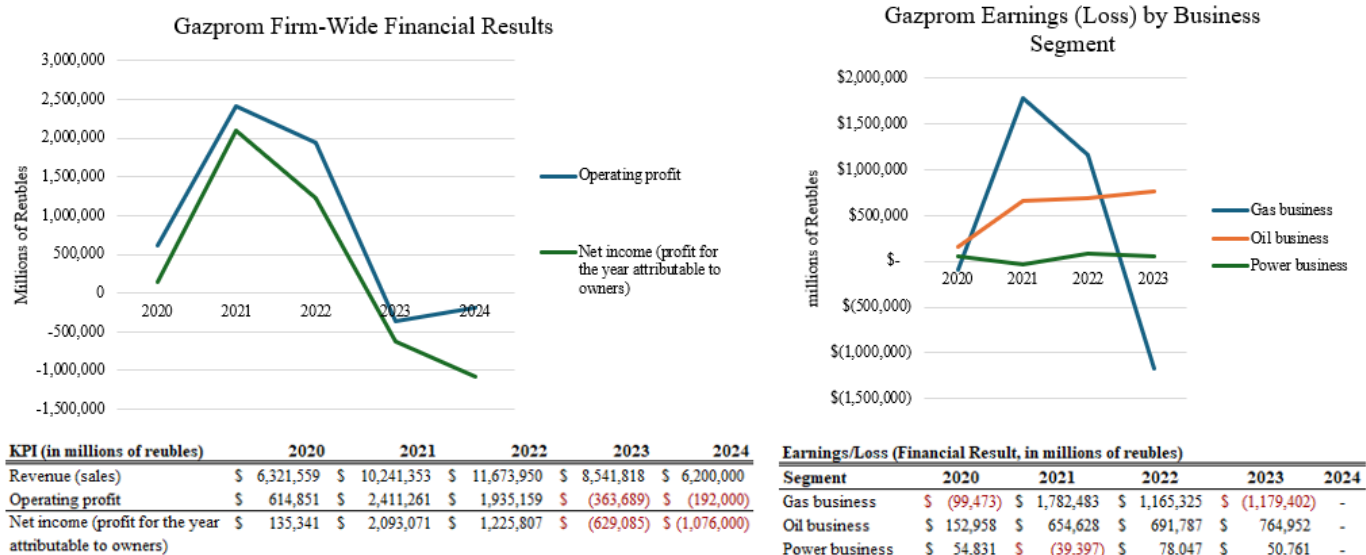 Gazprom Firm-Wide Financial Results
3,000,000
2,500,000
2,000,000
1,500,000
1,000,000
500,000
0
-500,000
-1,000,000
-1,500,000
Millions of Reubles
2020 2021 2022 2023 2024
Operating profit
Net income (profit for
the year attributable to
owners)
KPI (in millions of reubles) 2020 2021 2022 2023 2024
Revenue (sales) $ 6,321,559 $ 10,241,353 $ 11,673,950 $ 8,541,818 $ 6,200,000
Operating profit $ 614,851 $ 2,411,261 $ 1,935,159 $ (363,689) $ (192,000)
Net income (profit for the year $ 135,341 $ 2,093,071 $ 1,225,807 $ (629,085) $ (1,076,000)
attributable to owners)
Gazprom Earnings (Loss) by Business
Segment
$2,000,000
$1,500,000
$1,000,000
$500,000
$-
$(500,000)
$(1,000,000)
$(1,500,000)
millions of Reubles
2020 2021 2022 2023
Gas business
Oil business
Power business
Earnings/Loss (Financial Result, in millions of reubles)
Segment 2020 2021 2022 2023 2024
Gas business $ (99,473) $ 1,782,483 $ 1,165,325 $ (1,179,402) -
Oil business $ 152,958 $ 654,628 $ 691,787 $ 764,952 -
Power business $ 54,831 $ (39,397) $ 78,047 $ 50,761 -